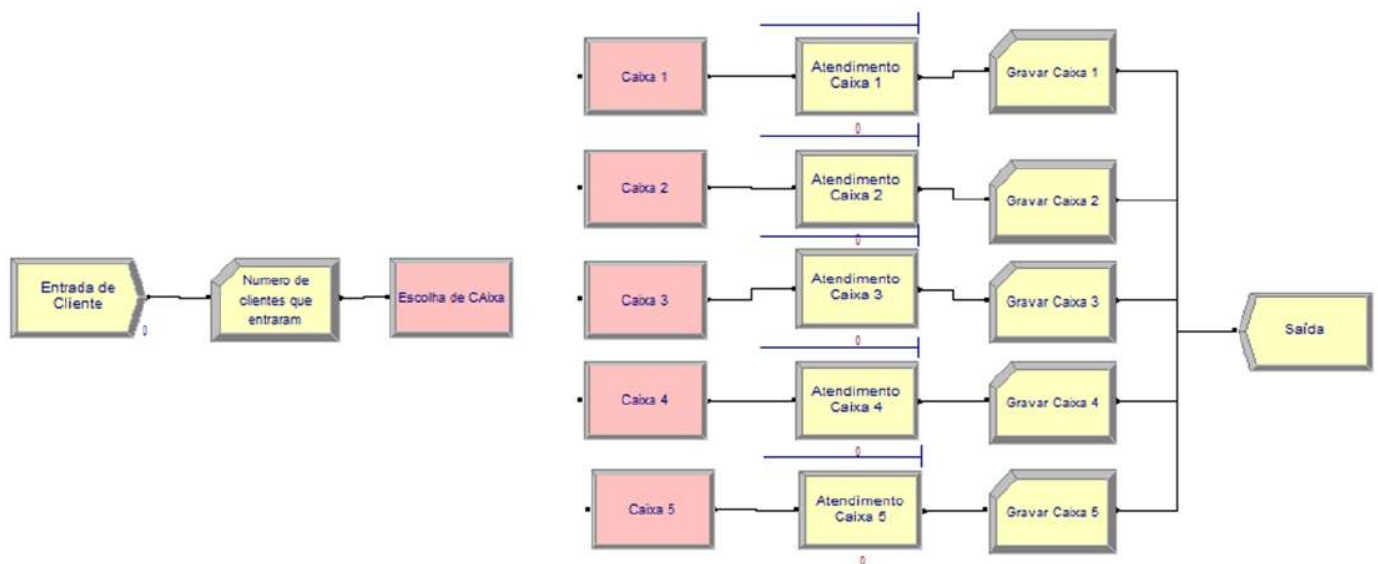 Entrada de
Cliente
0
Numero de
clientes que
entraram
Escolha de CAixa
Caixa 1
Atendimento
Caixa 1
0
Gravar Caixa 1
Caixa 2
Atendimento
Caixa 2
0
Gravar Caixa 2
Caixa 3
Atendimento
Caixa 3
0
Gravar Caixa 3
Caixa 4
Atendimento
Caixa 4
0
Gravar Caixa 4
Caixa 5
Atendimento
Caixa 5
0
Gravar Caixa 5
Saída